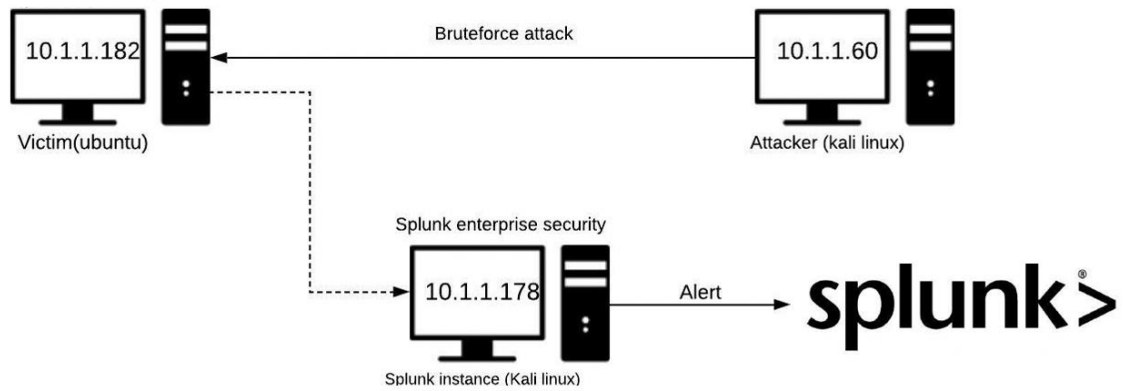 Bruteforce attack
10.1.1.182
10.1.1.60
Victim(ubuntu)
Attacker (kali linux)
Splunk enterprise security
10.1.1.178
Alert
splunk>®
Splunk instance (Kali linux)